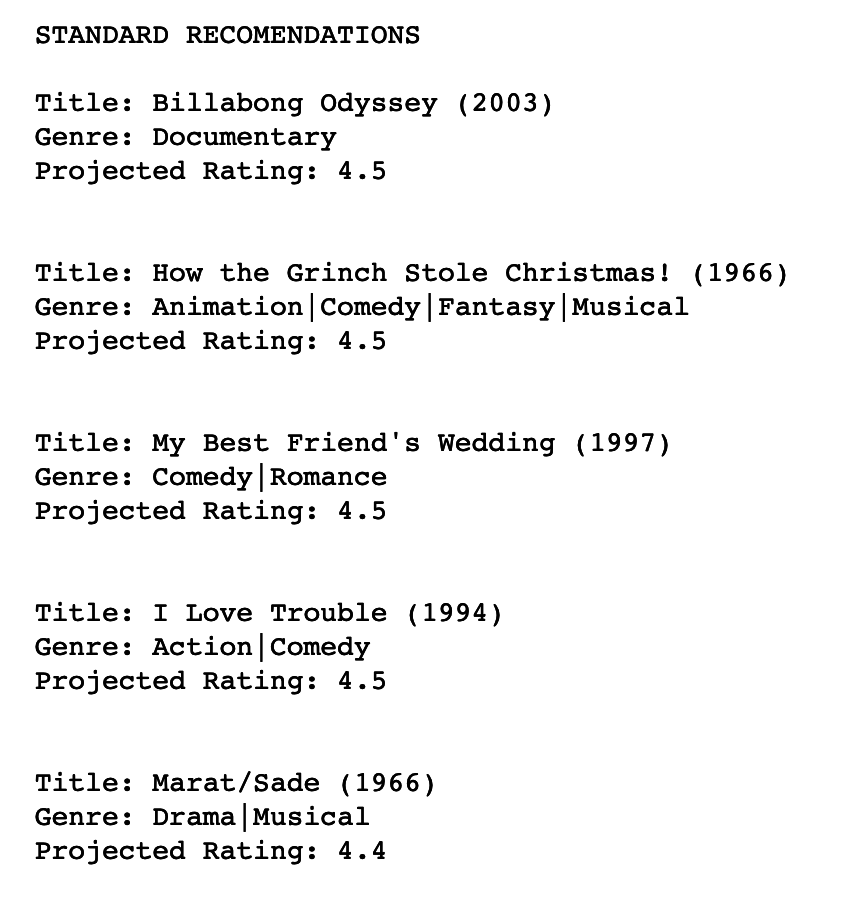 STANDARD RECOMENDATIONS
Title: Billabong Odyssey (2003)
Genre: Documentary
Projected Rating: 4.5
Title: How the Grinch Stole Christmas! (1966)
Genre: Animation|Comedy|Fantasy|Musical
Projected Rating: 4.5
Title: My Best Friend's Wedding (1997)
Genre: Comedy|Romance
Projected Rating: 4.5
Title: I Love Trouble (1994)
Genre: Action|Comedy
Projected Rating: 4.5
Title: Marat/Sade (1966)
Genre: Drama|Musical
Projected Rating: 4.4